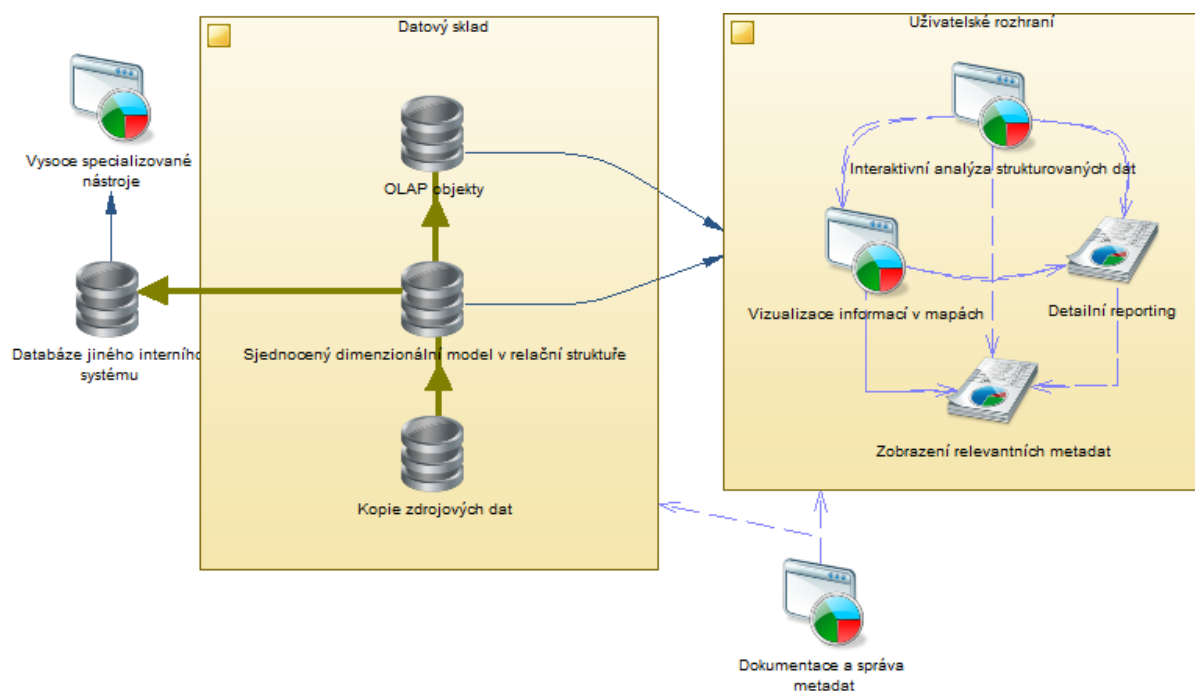 Datový sklad
Uživatelské rozhraní
Vysoce specializované
nástroje
OLAP objekty
Interaktivní analýza strukturovaných dat
Databáze jiného interního
systému
Sjednocený dimenzionální model v relační struktuře
Vizualizace informací v mapách
Detailní reporting
Kopie zdrojových dat
Zobrazení relevantních metadat
Dokumentace a správa
metadat